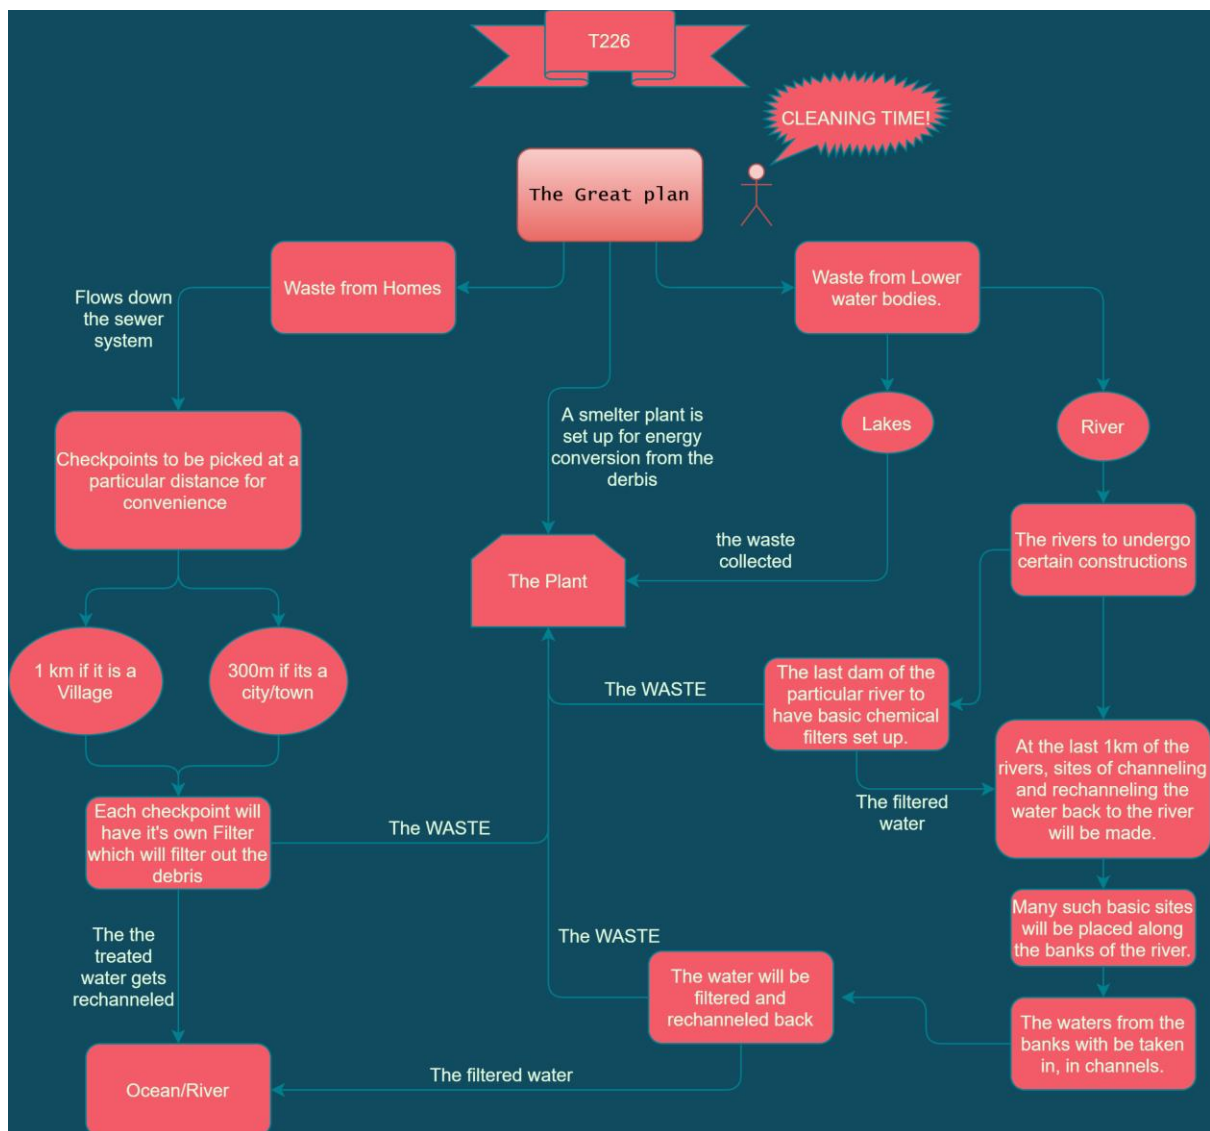 T226
CLEANING TIME!
The Great plan
Waste from Homes
Waste from Lower
water bodies.
Flows down
the sewer
system
A smelter plant is
set up for energy
conversion from the
derbis
Lakes
River
Checkpoints to be picked at a
particular distance for
convenience
the waste
collected
The rivers to undergo
certain constructions
The Plant
1 km if it is a
Village
300m if its a
city/town
The WASTE
The last dam of the
particular river to
have basic chemical
filters set up.
At the last 1km of the
rivers, sites of channeling
and rechanneling the
water back to the river
will be made.
The filtered
water
Each checkpoint will
have it's own Filter
which will filter out the
debris
The WASTE
Many such basic sites
will be placed along
the banks of the river.
The the
treated
water gets
rechanneled
The WASTE
The water will be
filtered and
rechanneled back
The waters from the
banks with be taken
in, in channels.
The filtered water
Ocean/River